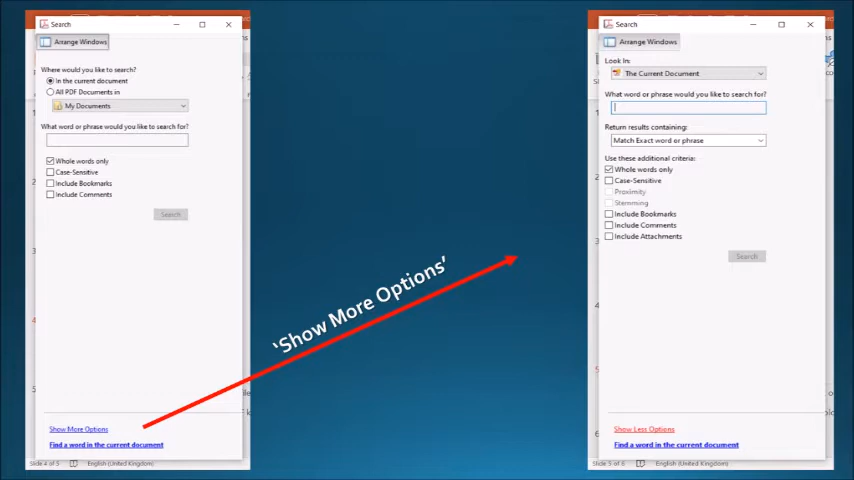 Search
Arrange Windows
Where would you like to search?
In the current document
All PDF Documents in
My Documents
What word or phrase would you like to search for?
Whole words only
Case-Sensitive
Include Bookmarks
Include Comments
Search
Show More Options
Find a word in the current document
Slide 4 of 5 English (United Kingdom)
'Show More Options'
Search
Arrange Windows
Look In:
The Current Document
What word or phrase would you like to search for?
Return results containing:
Match Exact word or phrase
Use these additional criteria:
Whole words only
Case-Sensitive
Proximity
Stemming
Include Bookmarks
Include Comments
Include Attachments
Search
Show Less Options
Find a word in the current document
English (United Kingdom)